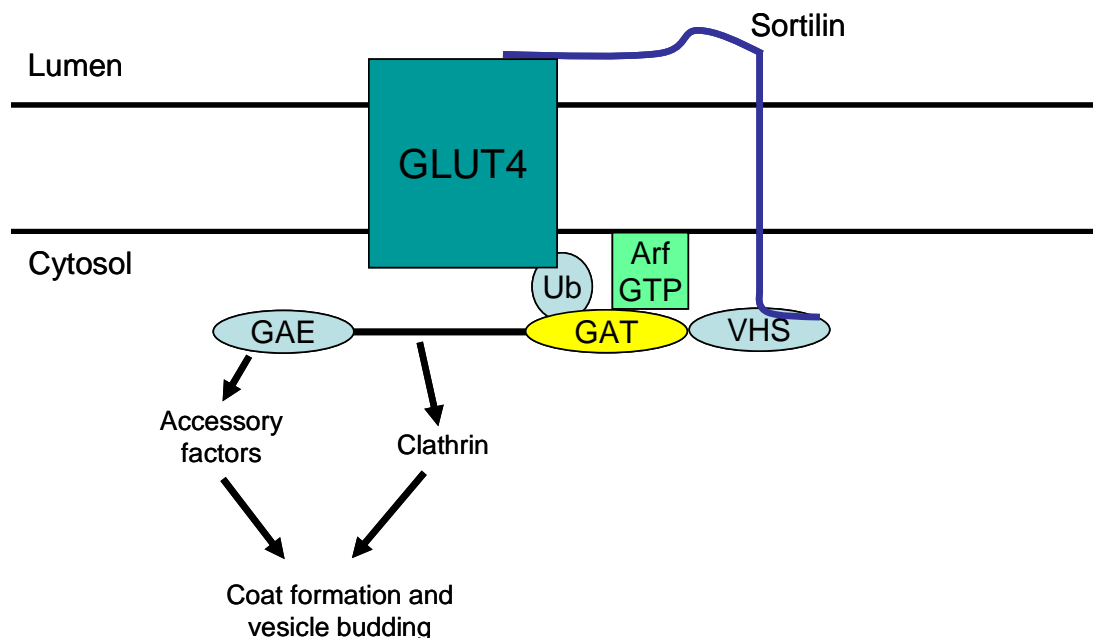 Sortilin
Lumen
GLUT4
Cytosol
Arf
GTP
Ub
GAE
GAT
VHS
Accessory
factors
Clathrin
Coat formation and
vesicle budding